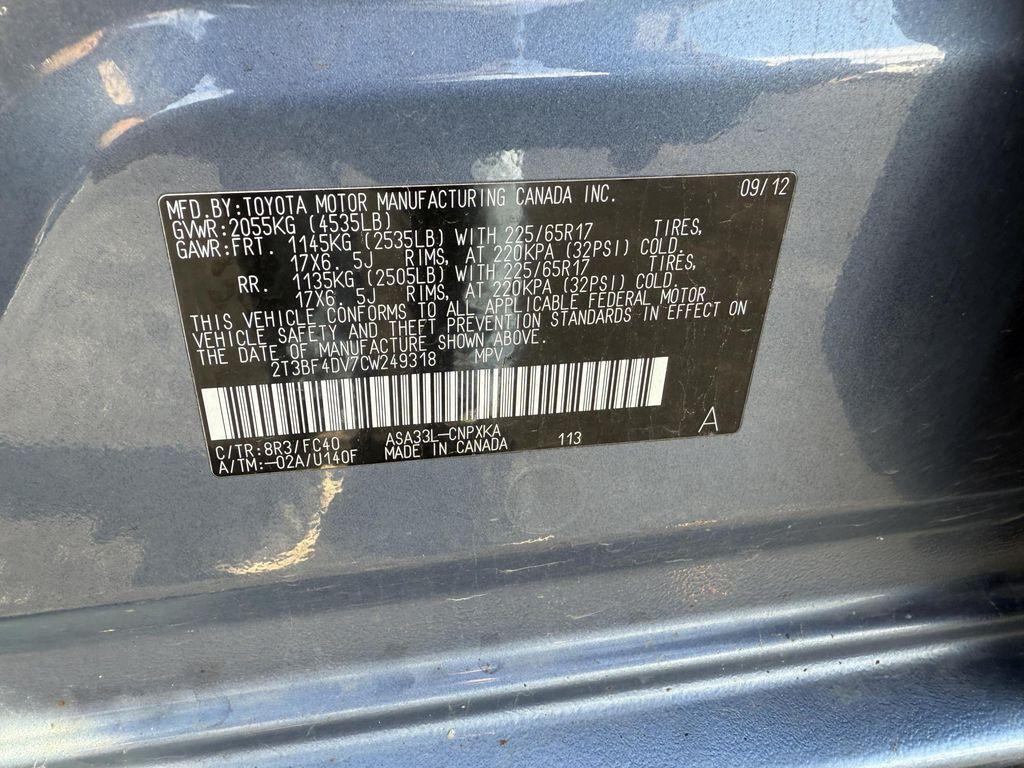 MFD.BY:TOYOTA MOTOR MANUFACTURING CANADA INC. 09/12
GVWR:2055KG (4535LB)
GAWR:FRT. 1145KG (2535LB) WITH 225/65R17 TIRES,
17X6. 5J RIMS, AT 220KPA (32PSI) COLD.
RR. 1135KG (2505LB) WITH 225/65R17 TIRES,
17X6. 5J RIMS, AT 220KPA (32PSI) COLD.
THIS VEHICLE CONFORMS TO ALL APPLICABLE FEDERAL MOTOR
VEHICLE SAFETY AND THEFT PREVENTION STANDARDS IN EFFECT ON
THE DATE OF MANUFACTURE SHOWN ABOVE.
2T3BF4DV7CW249318 MPV
C/TR:8R3/FC40 ASA33L-CNPXKA 113 A
A/TM:-02A/U140F MADE IN CANADA